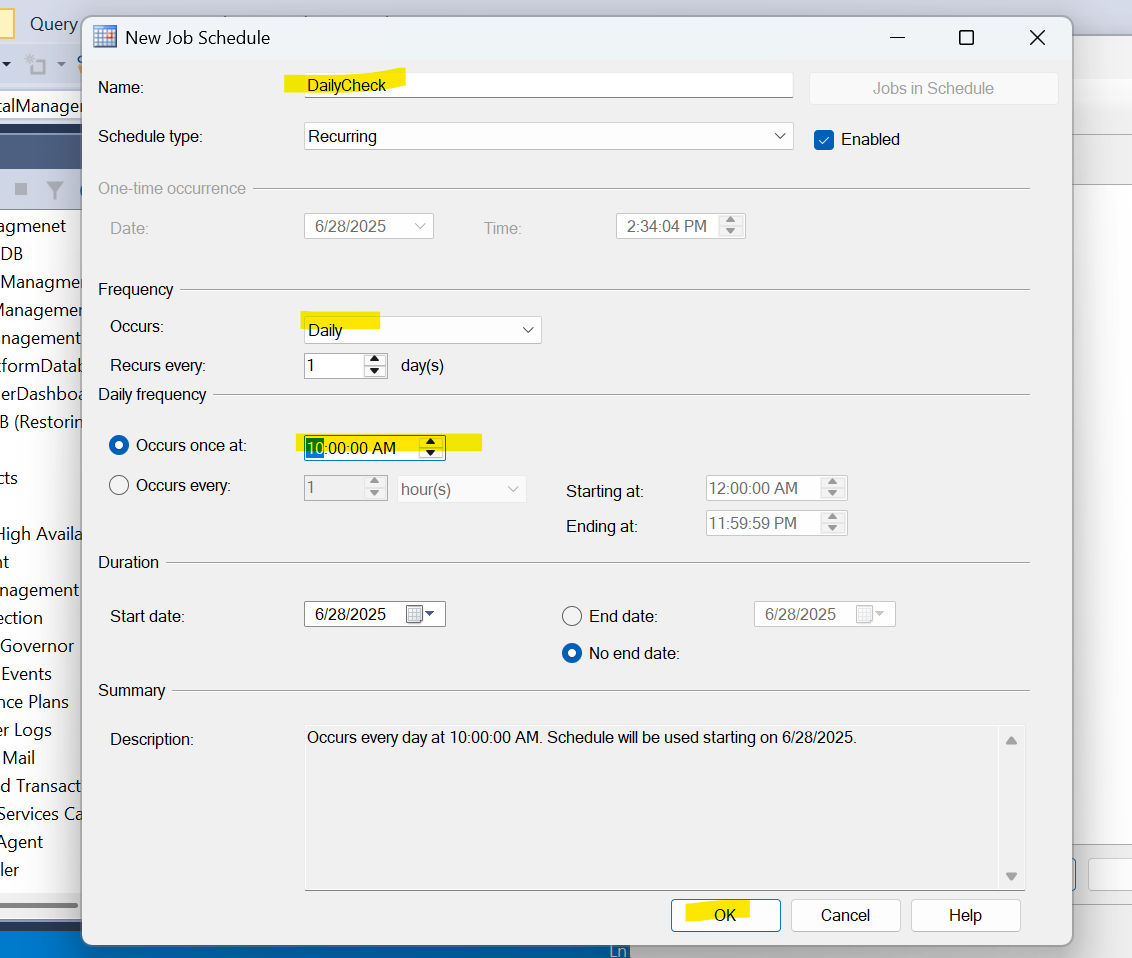 Query
New Job Schedule
Name:
DailyCheck
Jobs in Schedule
Schedule type:
Recurring
Enabled
One-time occurrence
Date:
6/28/2025
Time:
2:34:04 PM
Frequency
Occurs:
Daily
Recurs every:
1
day(s)
Daily frequency
Occurs once at:
10:00:00 AM
Occurs every:
1
hour(s)
Starting at:
12:00:00 AM
Ending at:
11:59:59 PM
Duration
Start date:
6/28/2025
End date:
6/28/2025
No end date:
Summary
Description:
Occurs every day at 10:00:00 AM. Schedule will be used starting on 6/28/2025.
OK
Cancel
Help
talManagem
agmenet
DB
Managme
Managemen
nagement
tformDatab
erDashboa
B (Restorin
cts
High Availa
nt
nagement
ection
Governor
Events
nce Plans
er Logs
Mail
d Transact
Services Ca
Agent
ler
Ln